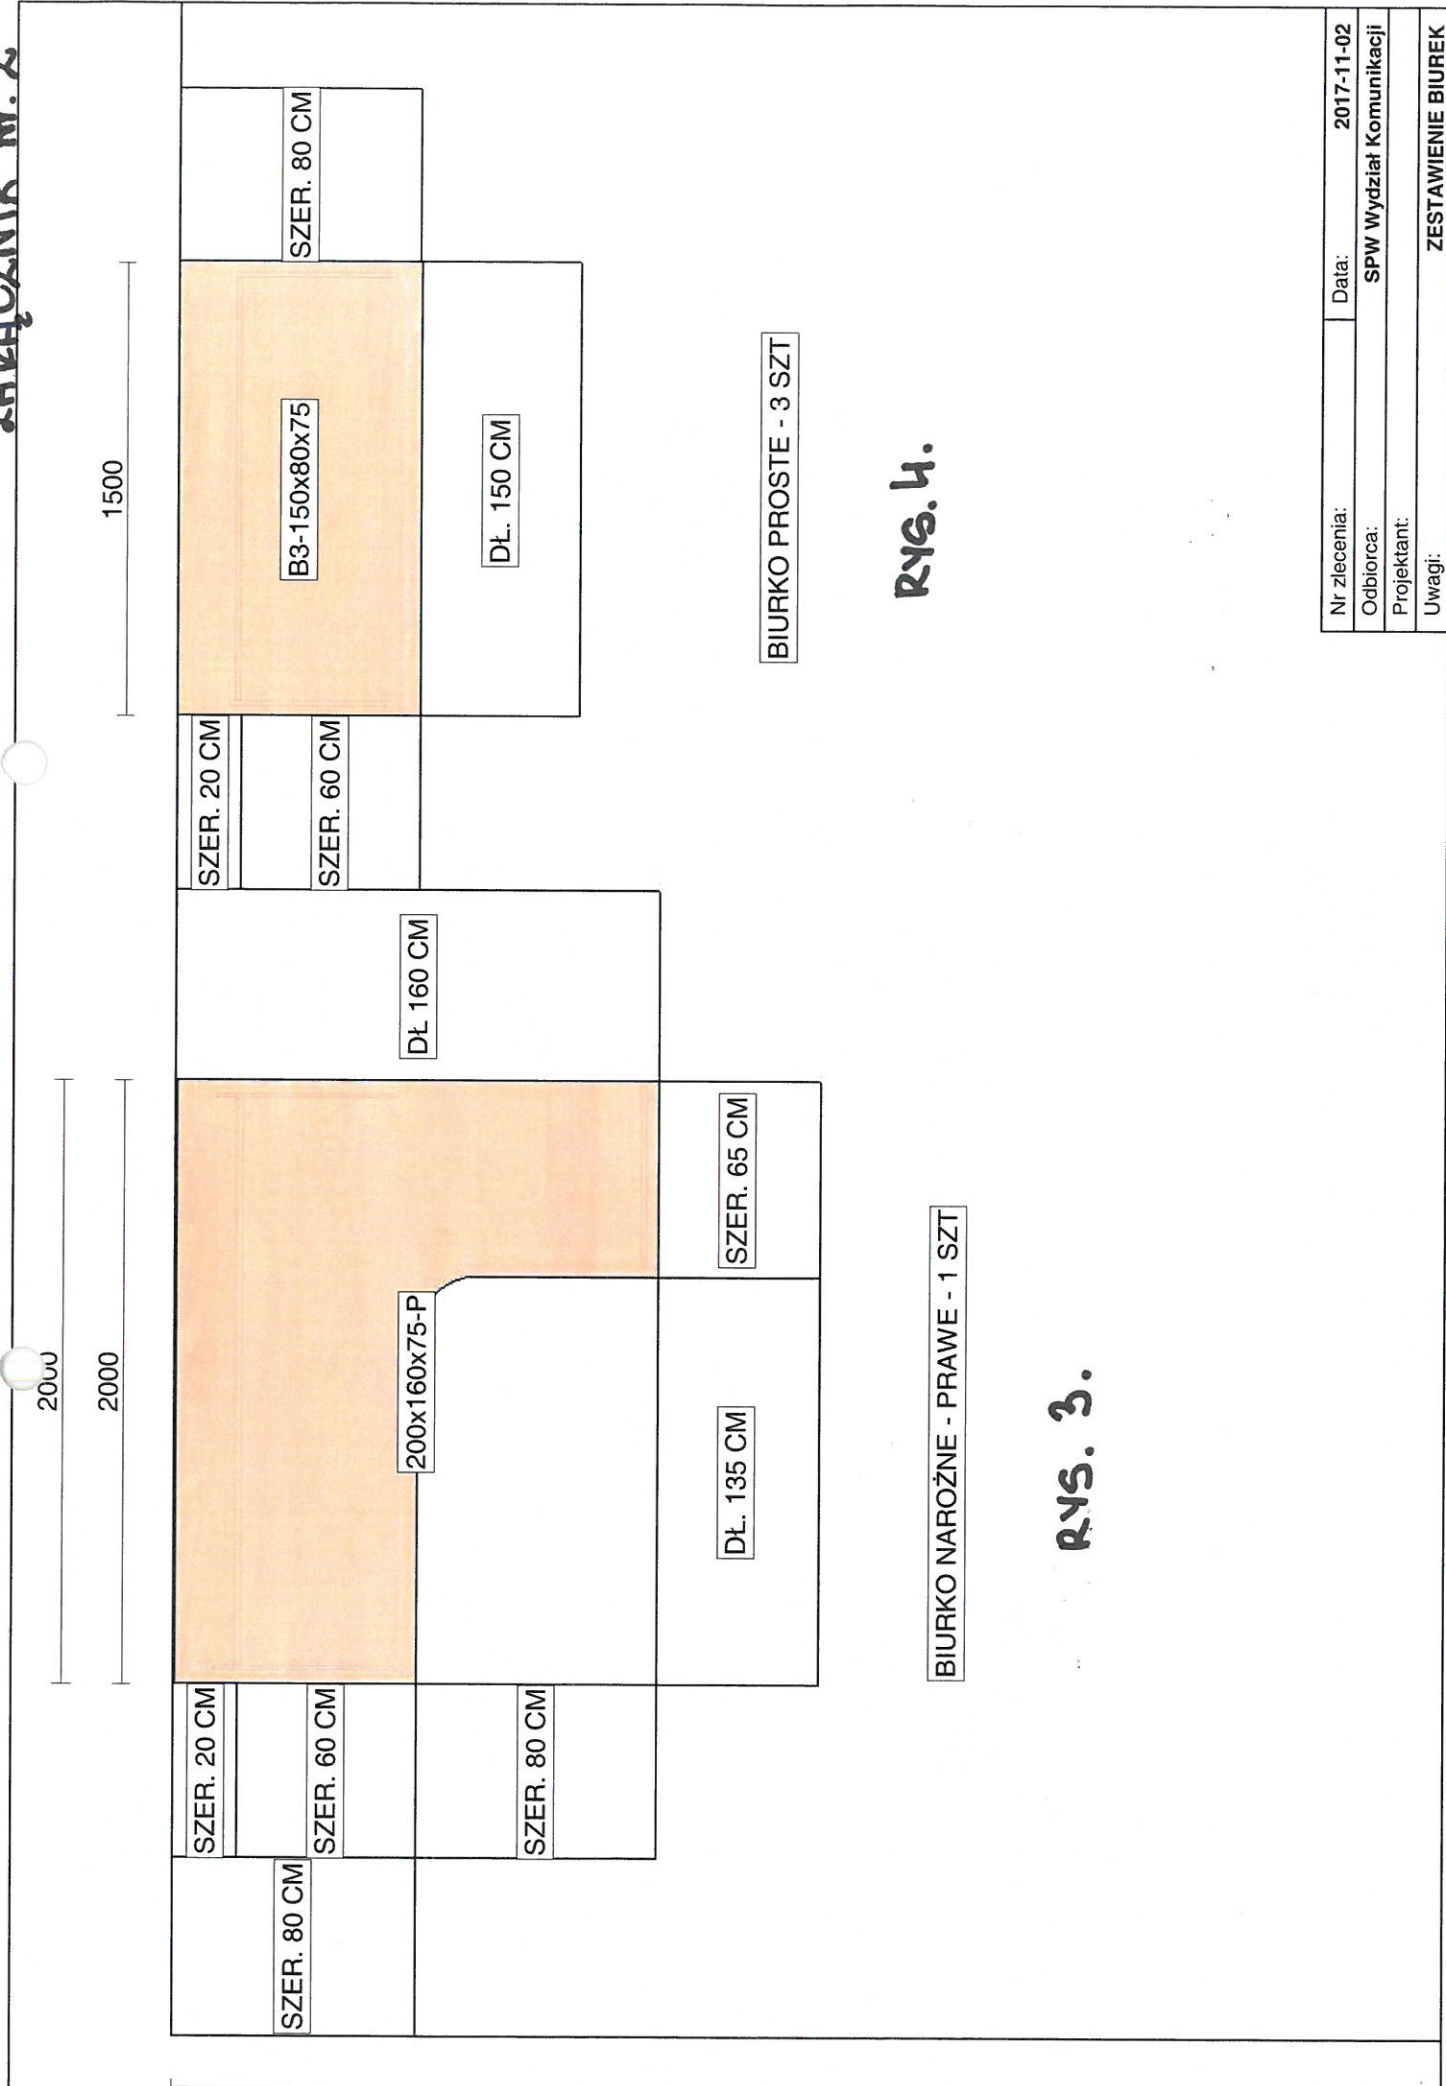 ZAŁĄCZNIK Nr. 2
2000
2000
1500
SZER. 80 CM
SZER. 20 CM
SZER. 60 CM
SZER. 80 CM
200x160x75-P
DŁ. 135 CM
SZER. 65 CM
DŁ 160 CM
SZER. 20 CM
SZER. 60 CM
B3-150x80x75
DŁ. 150 CM
SZER. 80 CM
BIURKO NAROŻNE - PRAWE - 1 SZT
BIURKO PROSTE - 3 SZT
RYS. 3.
RYS. 4.
Nr zlecenia: Data: 2017-11-02
Odbiorca: SPW Wydział Komunikacji
Projektant:
Uwagi: ZESTAWIENIE BIUREK